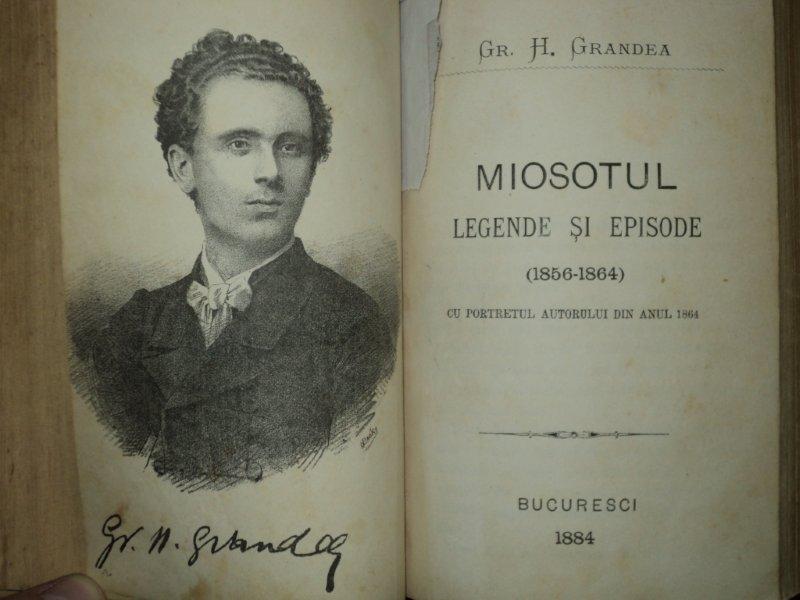 Gr. H. Grandea
GR. H. GRANDEA
MIOSOTUL
LEGENDE ȘI EPISODE
(1856-1864)
CU PORTRETUL AUTORULUI DIN ANUL 1864
BUCURESCI
1884